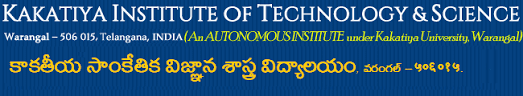 KAKATIYA INSTITUTE OF TECHNOLOGY & SCIENCE
Warangal – 506 015, Telangana, INDIA (An AUTONOMOUS INSTITUTE under Kakatiya University, Warangal)
కాకతీయ సాంకేతిక విజ్ఞాన శాస్త్ర విద్యాలయం, వరంగల్ – ౫౦౬౦౧౫.